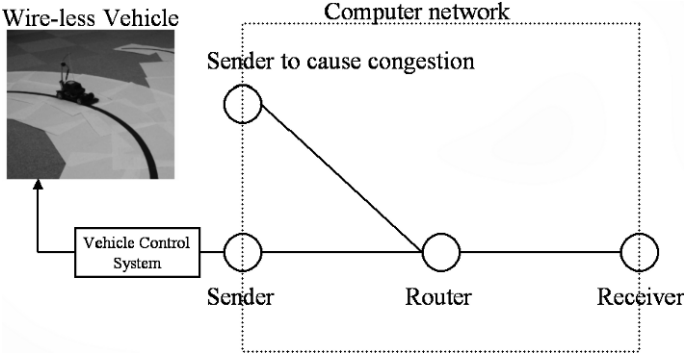 Wire-less Vehicle
Computer network
Sender to cause congestion
Vehicle Control
System
Sender
Router
Receiver